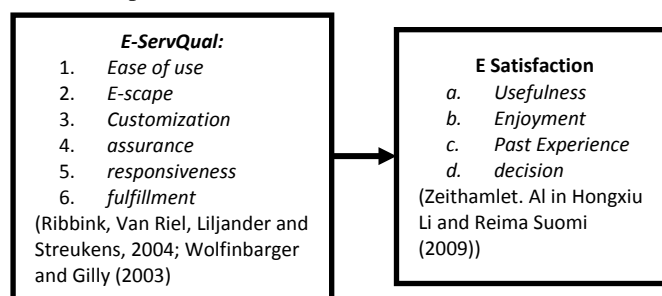 E-ServQual:
1. Ease of use
2. E-scape
3. Customization
4. assurance
5. responsiveness
6. fulfillment
(Ribbink, Van Riel, Liljander and
Streukens, 2004; Wolfinbarger
and Gilly (2003)
E Satisfaction
a. Usefulness
b. Enjoyment
c. Past Experience
d. decision
(Zeithamlet. Al in Hongxiu
Li and Reima Suomi
(2009))